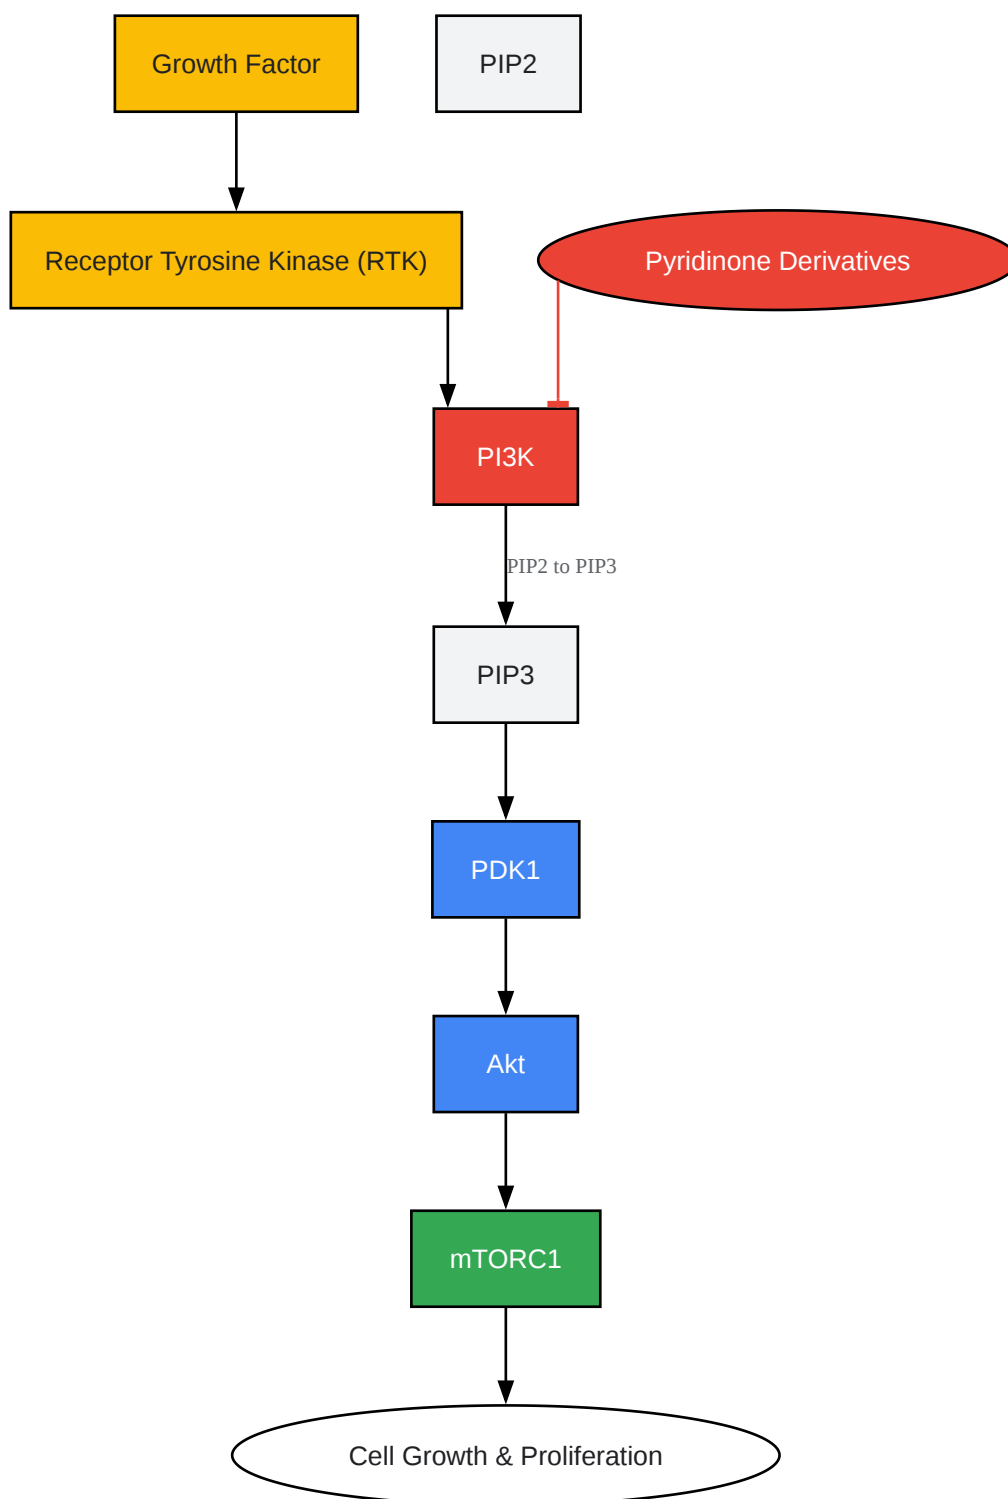 Growth Factor
PIP2
Receptor Tyrosine Kinase (RTK)
Pyridinone Derivatives
PI3K
PIP2 to PIP3
PIP3
PDK1
Akt
mTORC1
Cell Growth & Proliferation